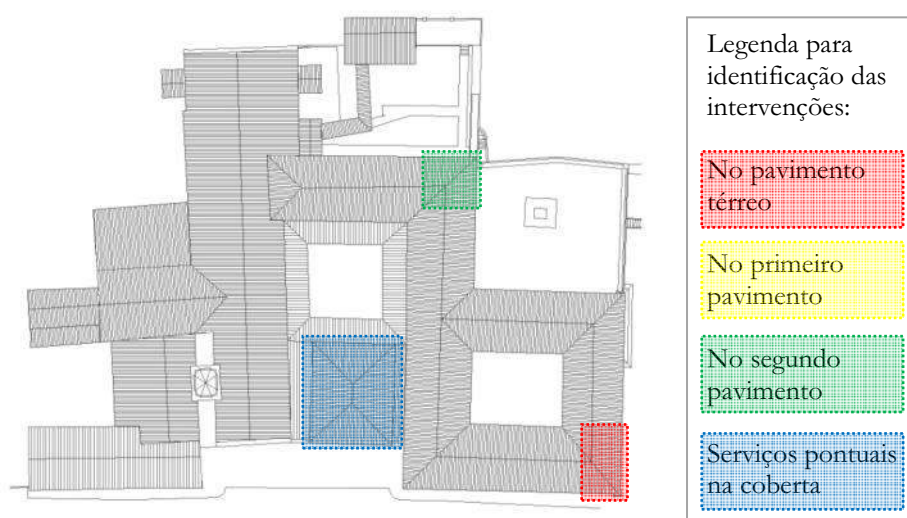 Legenda para
identificação das
intervenções:
No pavimento
térreo
No primeiro
pavimento
No segundo
pavimento
Serviços pontuais
na coberta